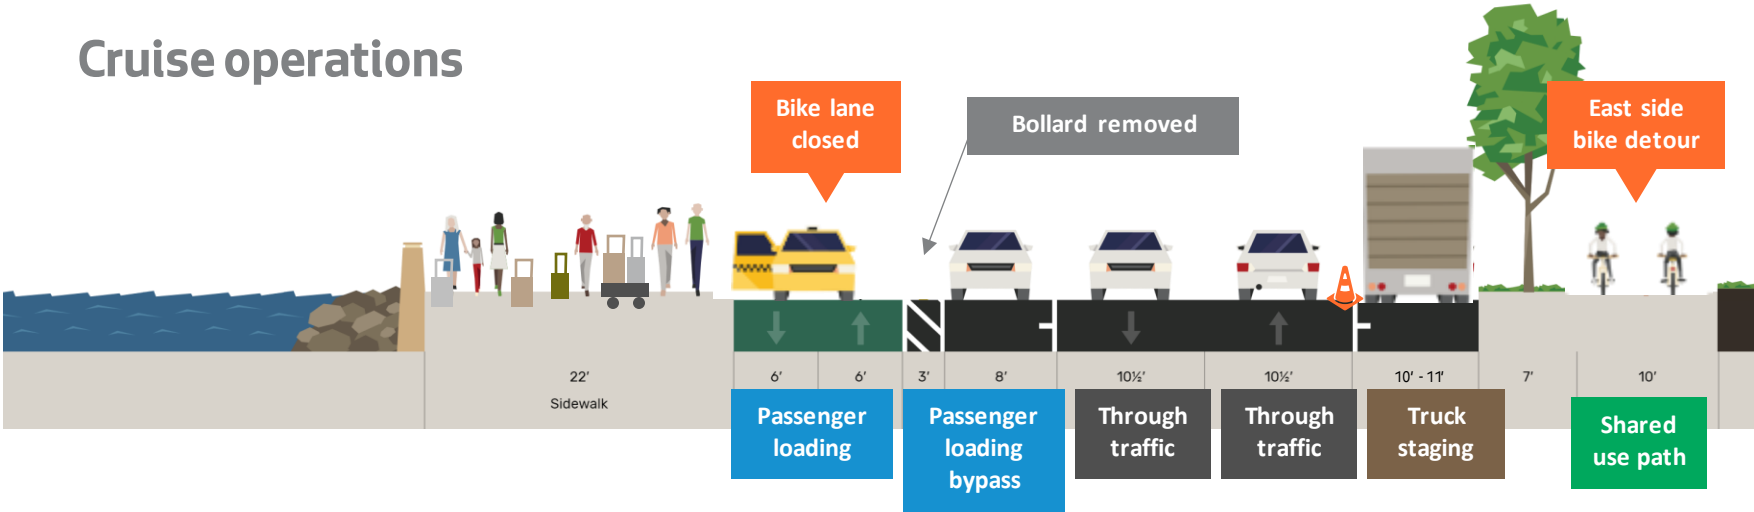 Cruise operations
Bike lane
closed
Bollard removed
East side
bike detour
22'
6'
6'
3'
8'
10½'
10½'
10' - 11'
7'
10'
Sidewalk
Passenger
loading
Passenger
loading
bypass
Through
traffic
Through
traffic
Truck
staging
Shared
use path